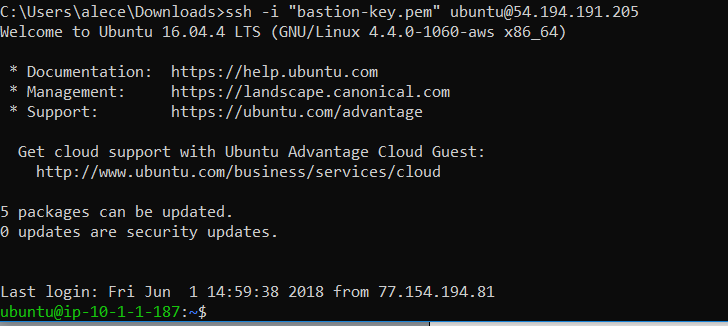 C:\Users\alece\Downloads>ssh -i "bastion-key.pem" ubuntu@54.194.191.205
Welcome to Ubuntu 16.04.4 LTS (GNU/Linux 4.4.0-1060-aws x86_64)
* Documentation:  https://help.ubuntu.com
* Management:     https://landscape.canonical.com
* Support:        https://ubuntu.com/advantage
Get cloud support with Ubuntu Advantage Cloud Guest:
http://www.ubuntu.com/business/services/cloud
5 packages can be updated.
0 updates are security updates.
Last login: Fri Jun  1 14:59:38 2018 from 77.154.194.81
ubuntu@ip-10-1-1-187:~$